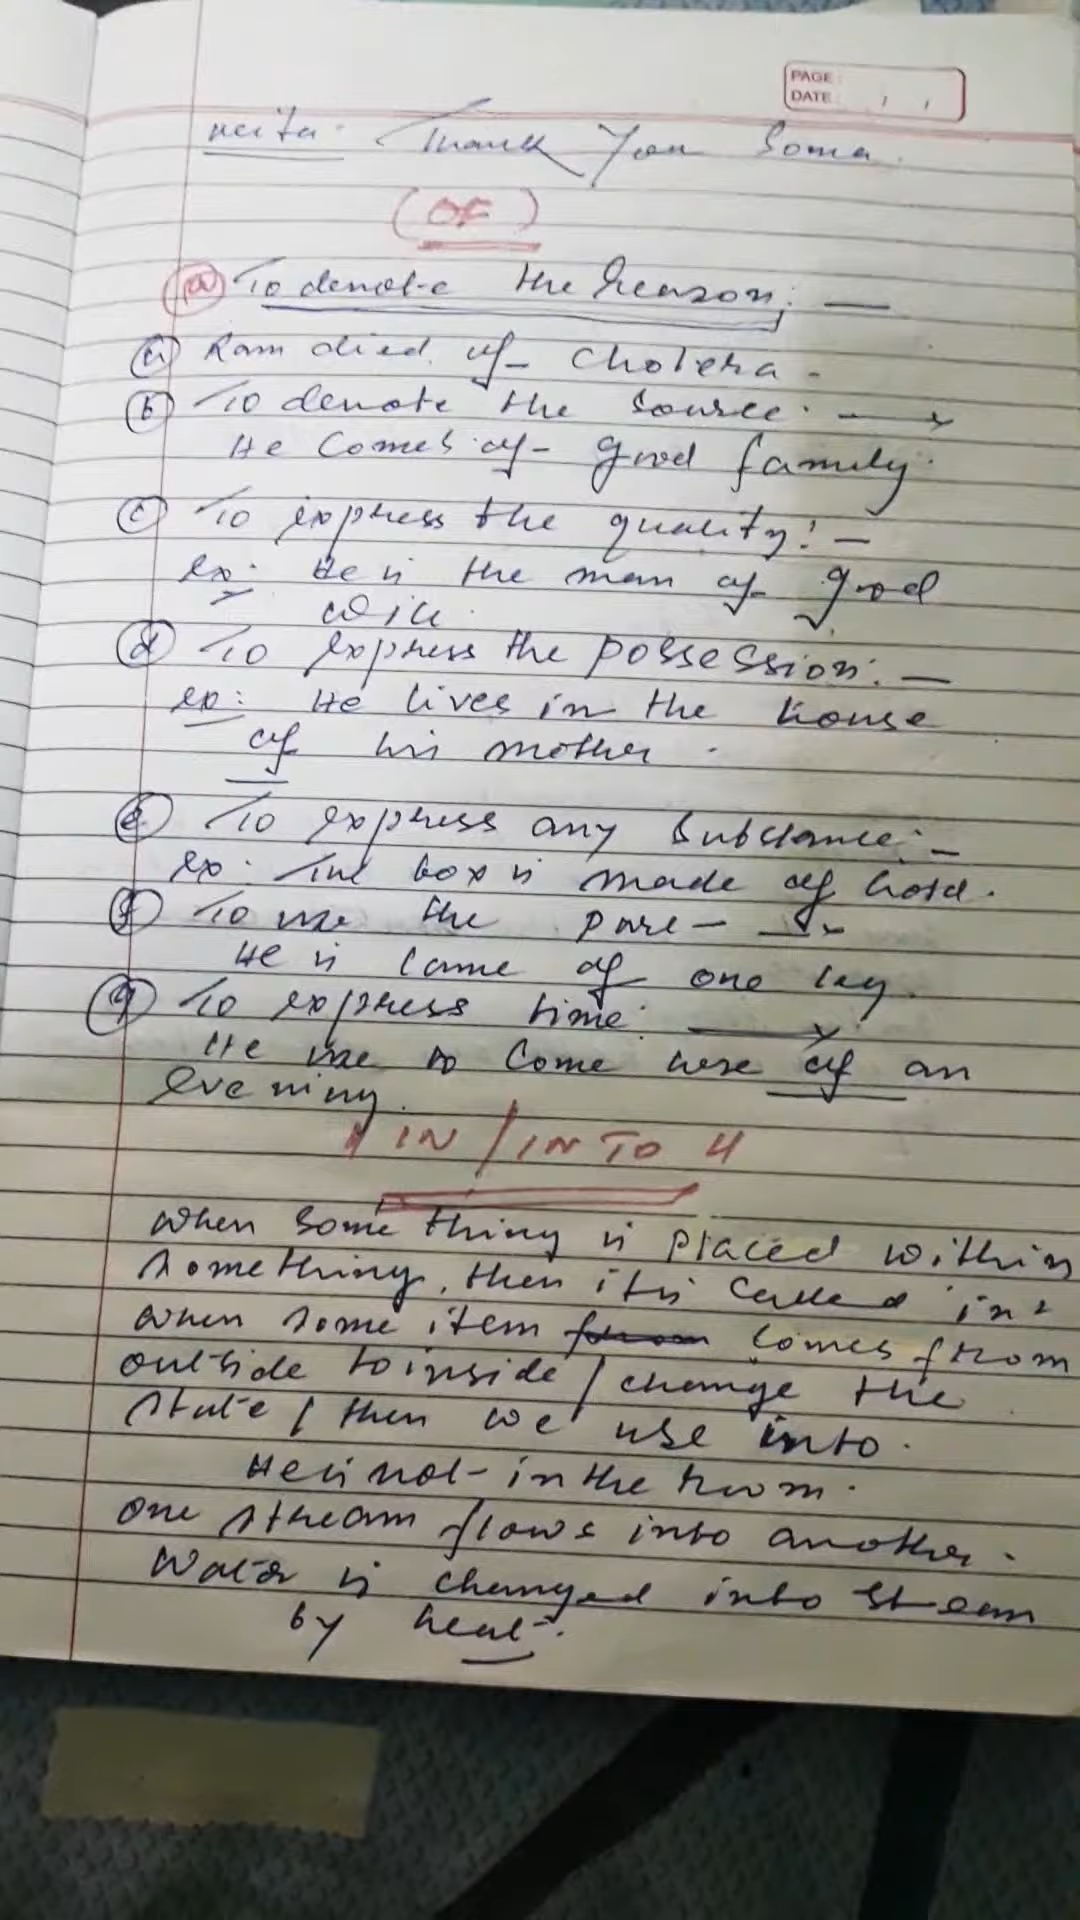 PAGE :
DATE : / /
Thank You Soma.
(OF)
To denote the Reason: —
(a) Ram died of Cholera -
(b) To denote the source: →
He Comes of good family.
(c) To express the quality: —
ex: He is the man of good
will.
(d) To express the possession: —
ex: He lives in the house
of his mother.
(e) To express any Substance: —
ex: The box is made of Gold.
(f) To use the
He is lame of one leg.
(g) To express time: →
He use to Come here of an
evening.
IN / INTO
when Some thing is placed within
something, then it is called in
when some item comes from
outside to inside / change the
state / then we use into.
He is not in the room.
one stream flows into another.
Water is changed into steam
by heat.